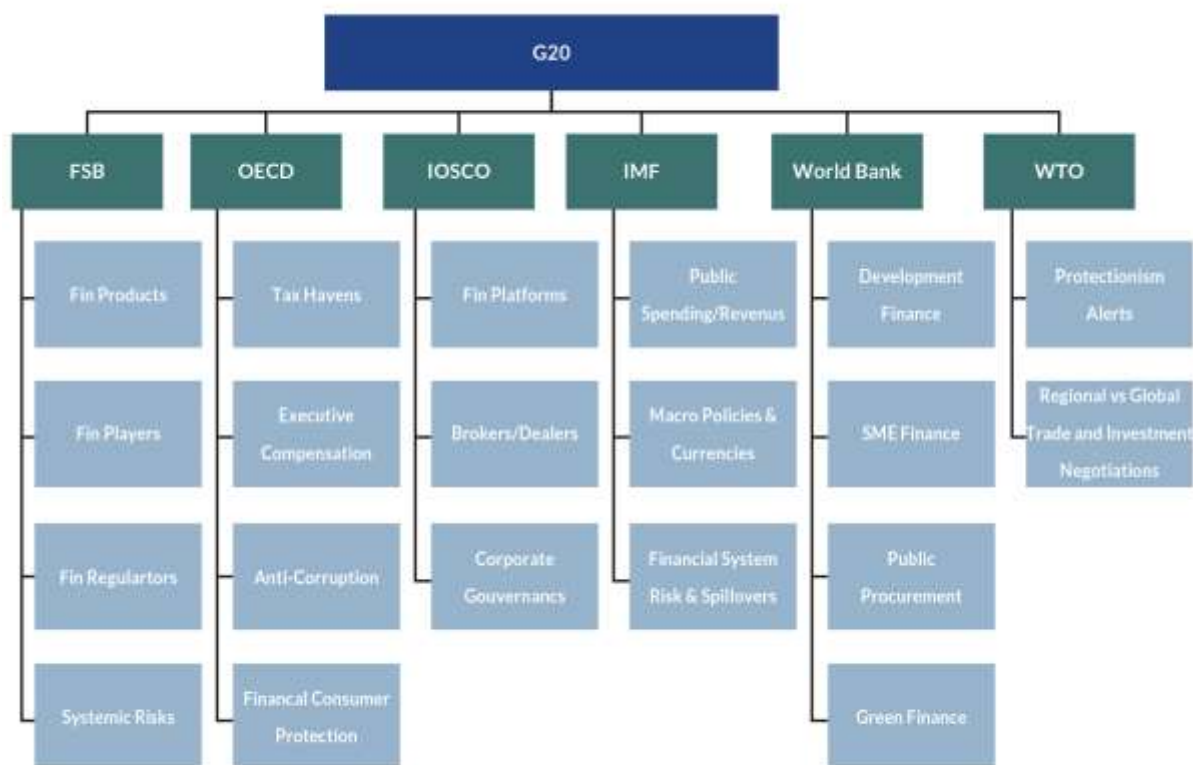 G20
FSB
OECD
IOSCO
IMF
World Bank
WTO
Fin Products
Tax Havens
Fin Platforms
Public
Spending/Revenus
Development
Finance
Protectionism
Alerts
Fin Players
Executive
Compensation
Brokers/Dealers
Macro Policies &
Currencies
SME Finance
Regional vs Global
Trade and Investment
Negotiations
Fin Regulartors
Anti-Corruption
Corporate
Gouvernancs
Financial System
Risk & Spillovers
Public
Procurement
Systemic Risks
Financal Consumer
Protection
Green Finance